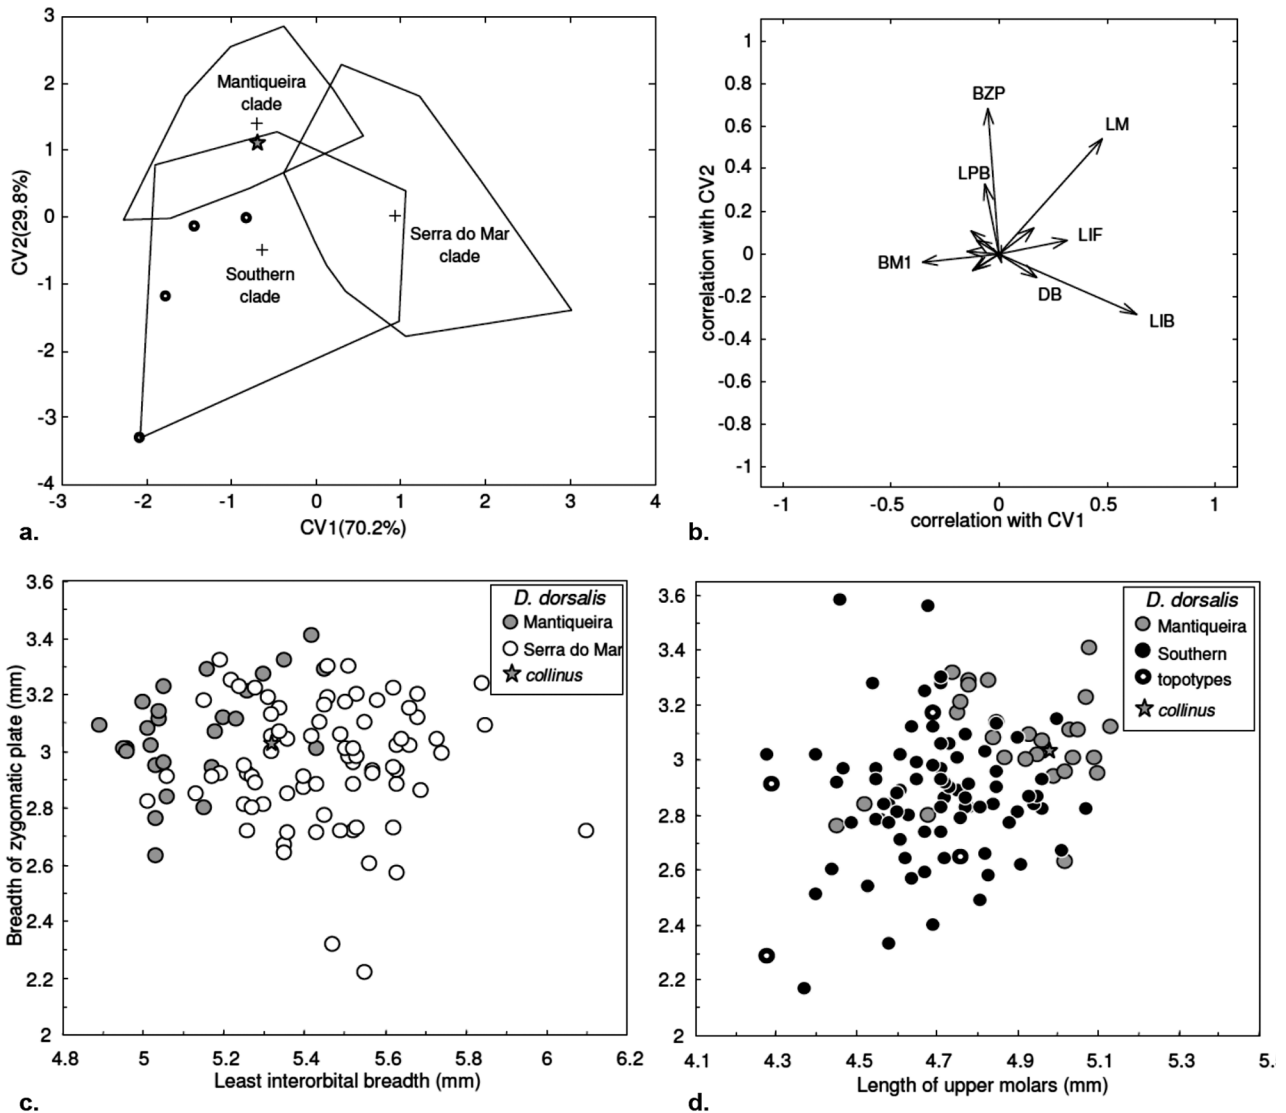 3
2
1
0
-1
-2
-3
-4
-3
-2
-1
0
1
2
3
4
CV2(29.8%)
CV1(70.2%)
Mantiqueira
clade
Southern
clade
Serra do Mar
clade
a.
1
0.8
0.6
0.4
0.2
0
-0.2
-0.4
-0.6
-0.8
-1
-1
-0.5
0
0.5
1
correlation with CV2
correlation with CV1
BZP
LM
LPB
LIF
BM1
DB
LIB
b.
3.6
3.4
3.2
3
2.8
2.6
2.4
2.2
2
4.8
5
5.2
5.4
5.6
5.8
6
6.2
Breadth of zygomatic plate (mm)
Least interorbital breadth (mm)
D. dorsalis
Mantiqueira
Serra do Mar
collinus
c.
3.6
3.4
3.2
3
2.8
2.6
2.4
2.2
2
4.1
4.3
4.5
4.7
4.9
5.1
5.3
Length of upper molars (mm)
D. dorsalis
Mantiqueira
Southern
topotypes
collinus
d.